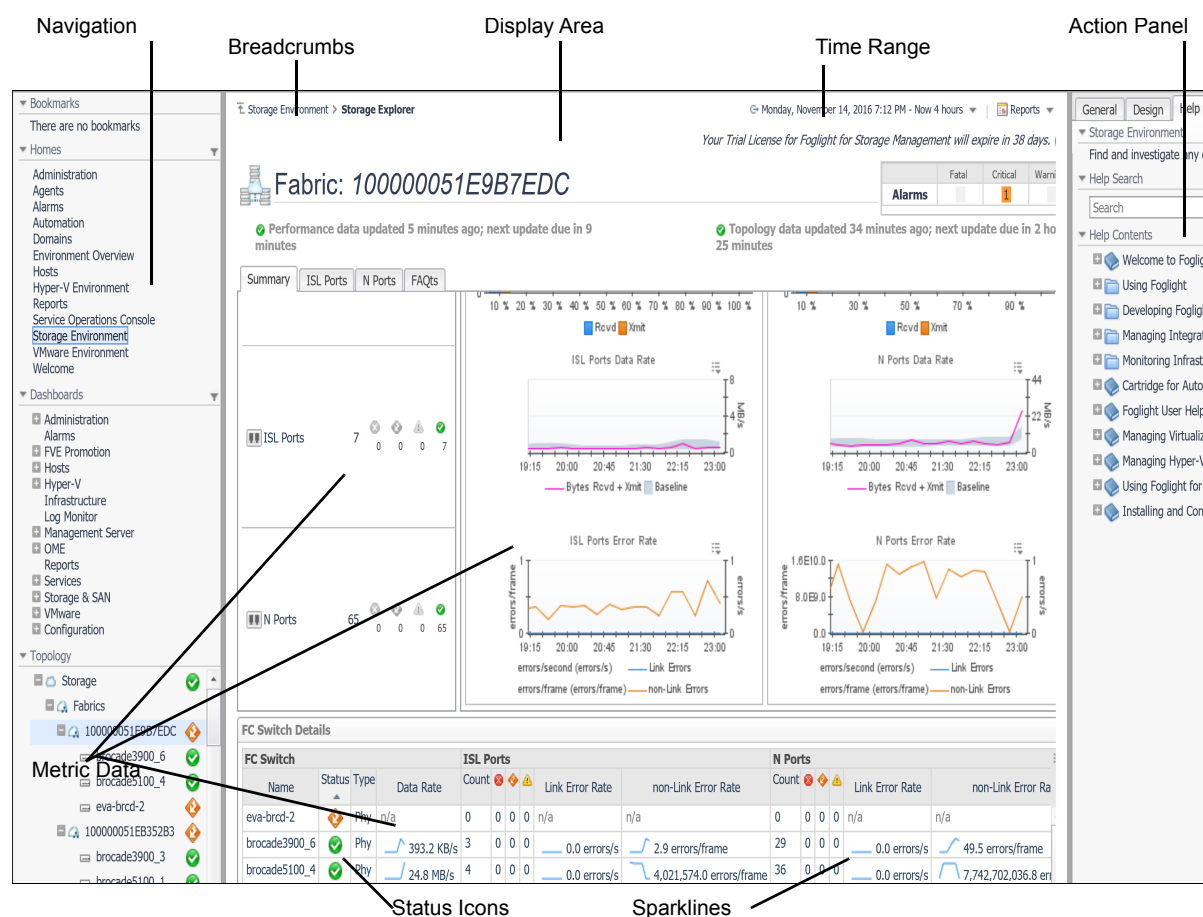 Navigation
Breadcrumbs
Display Area
Time Range
Action Panel
Bookmarks
There are no bookmarks
Homes
Administration
Agents
Alarms
Automation
Domains
Environment Overview
Hosts
Hyper-V Environment
Reports
Service Operations Console
Storage Environment
VMware Environment
Welcome
Dashboards
Administration
Alarms
FVE Promotion
Hosts
Hyper-V
Infrastructure
Log Monitor
Management Server
OME
Reports
Services
Storage & SAN
VMware
Configuration
Topology
Storage
Fabrics
100000051E9B7EDC
brocade3900_6
brocade5100_4
eva-brcd-2
100000051EB352B3
brocade3900_3
brocade5100_1
Metric Data
Storage Environment > Storage Explorer
Monday, November 14, 2016 7:12 PM - Now 4 hours
Reports
Your Trial License for Foglight for Storage Management will expire in 38 days. (
Fabric: 100000051E9B7EDC
Fatal Critical Warni
Alarms 1
Performance data updated 5 minutes ago; next update due in 9
minutes
Topology data updated 34 minutes ago; next update due in 2 ho
25 minutes
Summary ISL Ports N Ports FAQts
0
10 % 20 % 30 % 40 % 50 % 60 % 70 % 80 % 90 % 100 %
Rcvd Xmit
0
10 % 30 % 50 % 70 % 90 %
Rcvd Xmit
ISL Ports 7 0 0 0 7
ISL Ports Data Rate
8
4
0
MB/s
19:15 20:00 20:45 21:30 22:15 23:00
Bytes Rcvd + Xmit Baseline
N Ports Data Rate
44
22
0
MB/s
19:15 20:00 20:45 21:30 22:15 23:00
Bytes Rcvd + Xmit Baseline
N Ports 65 0 0 0 65
ISL Ports Error Rate
errors/frame
1
0
1
0
errors/s
19:15 20:00 20:45 21:30 22:15 23:00
errors/second (errors/s) Link Errors
errors/frame (errors/frame) non-Link Errors
N Ports Error Rate
errors/frame
1.6E10.0
8.0E9.0
0.0
1
0
errors/s
19:15 20:00 20:45 21:30 22:15 23:00
errors/second (errors/s) Link Errors
errors/frame (errors/frame) non-Link Errors
FC Switch Details
FC Switch ISL Ports N Ports
Name Status Type Data Rate Count Link Error Rate non-Link Error Rate Count Link Error Rate non-Link Error Ra
eva-brcd-2 Phy n/a 0 0 0 0 n/a n/a 0 0 0 0 n/a n/a
brocade3900_6 Phy 393.2 KB/s 3 0 0 0 0.0 errors/s 2.9 errors/frame 29 0 0 0 0.0 errors/s 49.5 errors/frame
brocade5100_4 Phy 24.8 MB/s 4 0 0 0 0.0 errors/s 4,021,574.0 errors/frame 36 0 0 0 0.0 errors/s 7,742,702,036.8 err
Status Icons
Sparklines
General Design Help
Storage Environment
Find and investigate any
Help Search
Search
Help Contents
Welcome to Foglig
Using Foglight
Developing Foglig
Managing Integrat
Monitoring Infrast
Cartridge for Auto
Foglight User Help
Managing Virtualiz
Managing Hyper-V
Using Foglight for
Installing and Con